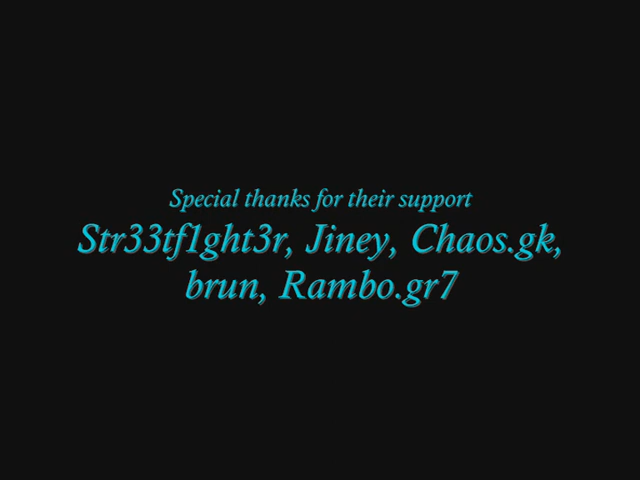 Special thanks for their support
Str33tf1ght3r, Jiney, Chaos.gk,
brun, Rambo.gr7